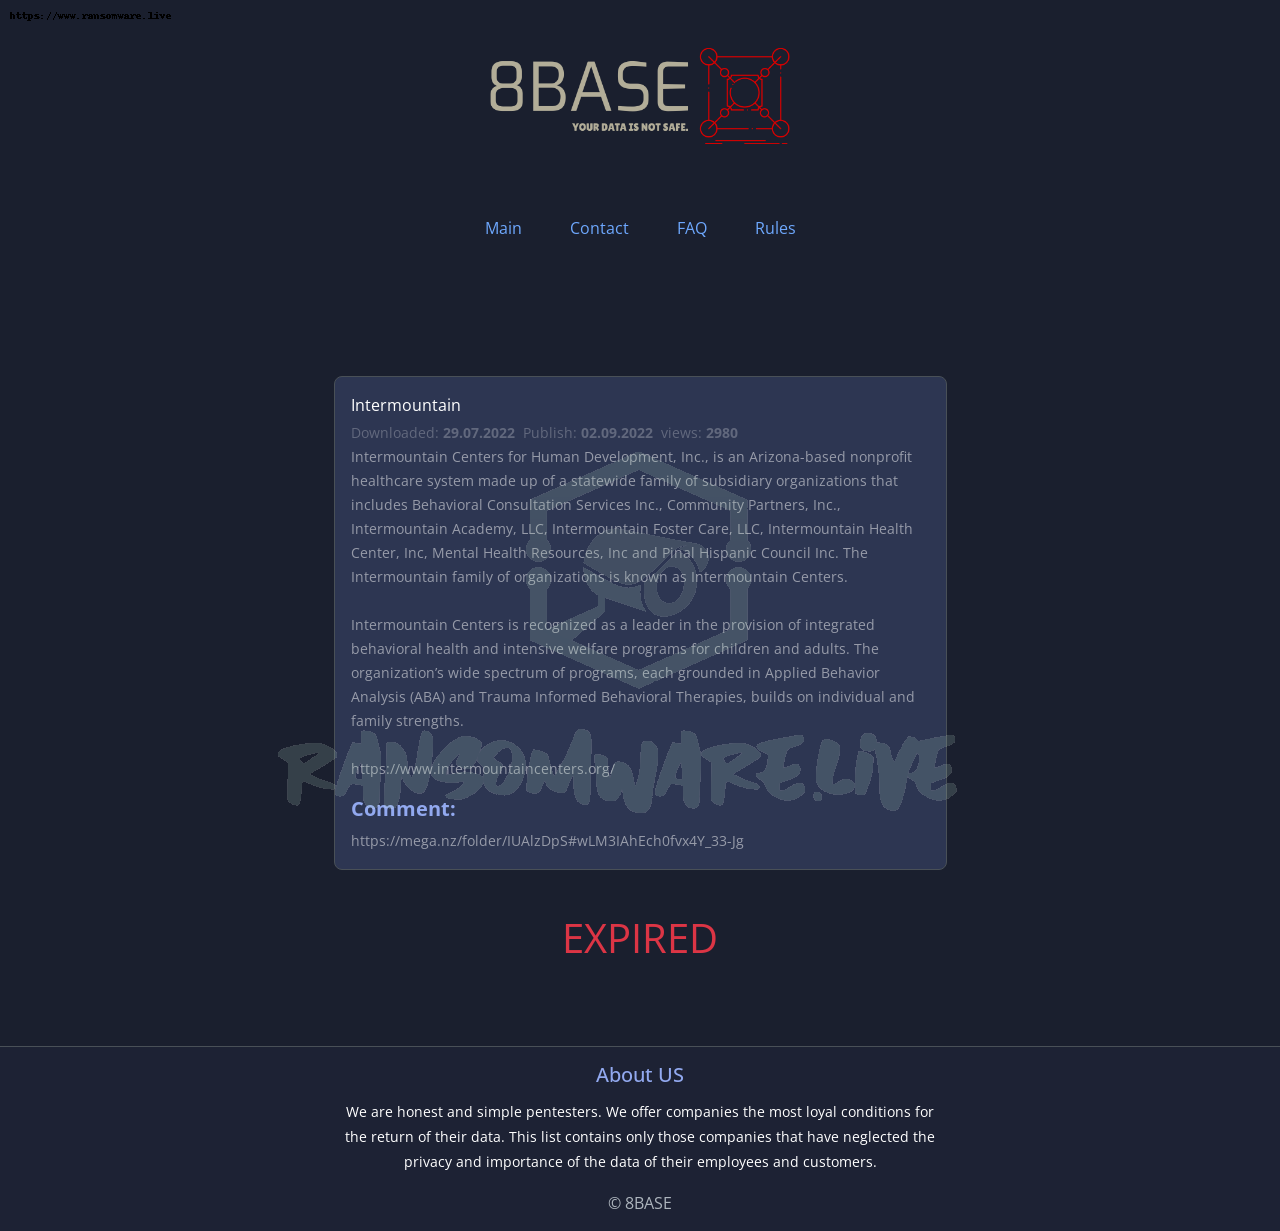 https://www.ransomware.live
8BASE
YOUR DATA IS NOT SAFE.
Main Contact FAQ Rules
Intermountain
Downloaded: 29.07.2022 Publish: 02.09.2022 views: 2980
Intermountain Centers for Human Development, Inc., is an Arizona-based nonprofit
healthcare system made up of a statewide family of subsidiary organizations that
includes Behavioral Consultation Services Inc., Community Partners, Inc.,
Intermountain Academy, LLC, Intermountain Foster Care, LLC, Intermountain Health
Center, Inc, Mental Health Resources, Inc and Pinal Hispanic Council Inc. The
Intermountain family of organizations is known as Intermountain Centers.
Intermountain Centers is recognized as a leader in the provision of integrated
behavioral health and intensive welfare programs for children and adults. The
organization’s wide spectrum of programs, each grounded in Applied Behavior
Analysis (ABA) and Trauma Informed Behavioral Therapies, builds on individual and
family strengths.
RANSOMWARE.LIVE
https://www.intermountaincenters.org/
Comment:
https://mega.nz/folder/IUAlzDpS#wLM3IAhEch0fvx4Y_33-Jg
EXPIRED
About US
We are honest and simple pentesters. We offer companies the most loyal conditions for
the return of their data. This list contains only those companies that have neglected the
privacy and importance of the data of their employees and customers.
© 8BASE